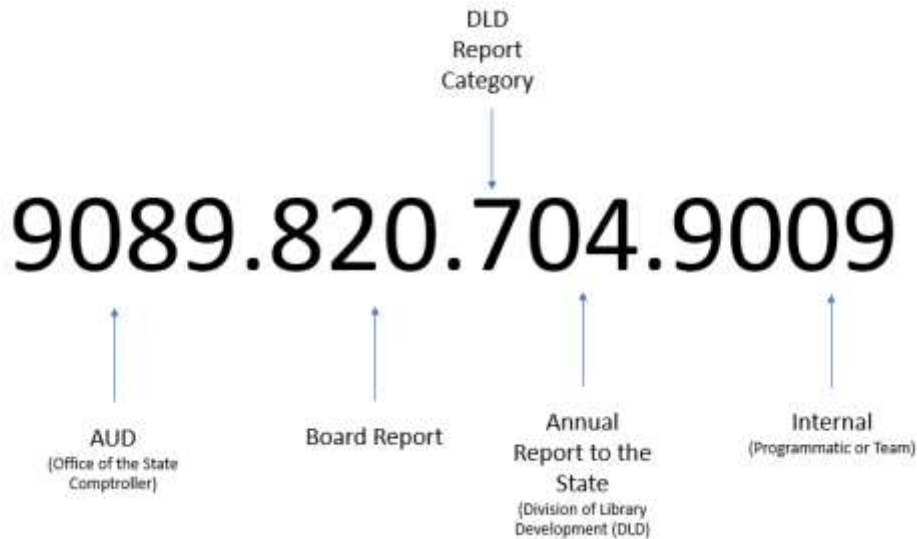 DLD
Report
Category
9089.820.704.9009
AUD
(Office of the State
Comptroller)
Board Report
Annual
Report to the
State
(Division of Library
Development (DLD)
Internal
(Programmatic or Team)